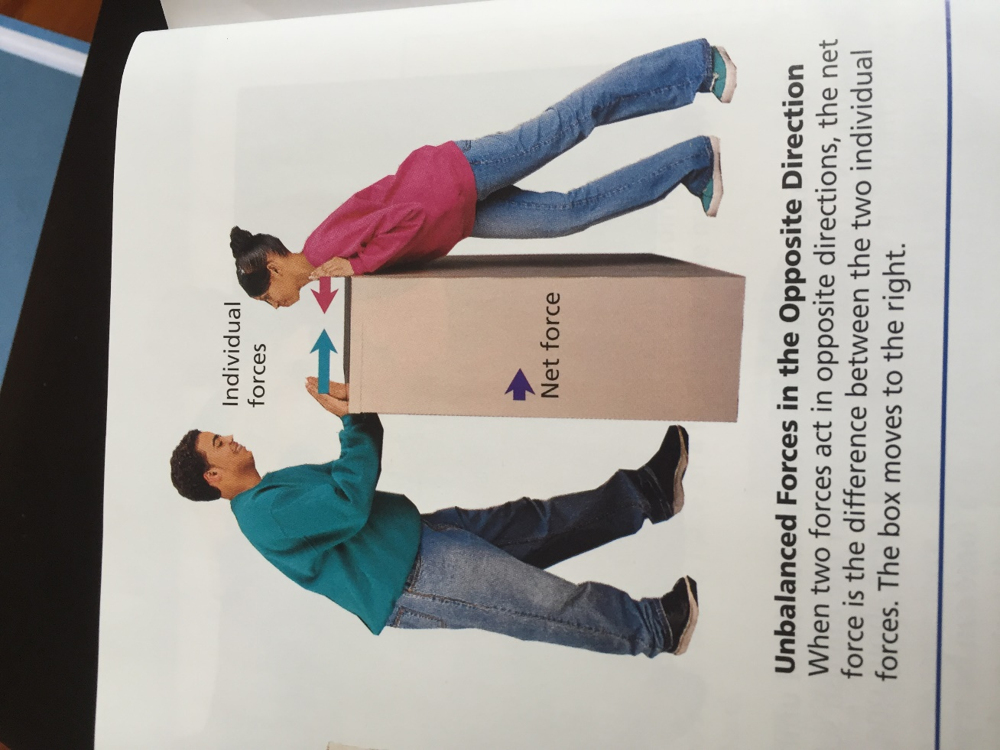 Individual
forces
Net force
Unbalanced Forces in the Opposite Direction
When two forces act in opposite directions, the net
force is the difference between the two individual
forces. The box moves to the right.